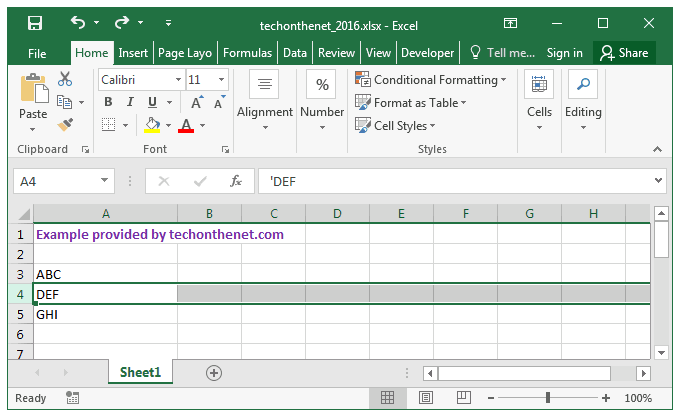 techonthenet_2016.xlsx - Excel
File Home Insert Page Layo Formulas Data Review View Developer Tell me... Sign in Share
Calibri 11
Conditional Formatting
Format as Table
Cell Styles
Paste B I U A A A Alignment % Number Cells Editing
Clipboard Font Styles
A4 fx 'DEF
A B C D E F G H
1 Example provided by techonthenet.com
2
3 ABC
4 DEF
5 GHI
6
7
Sheet1
Ready 100%